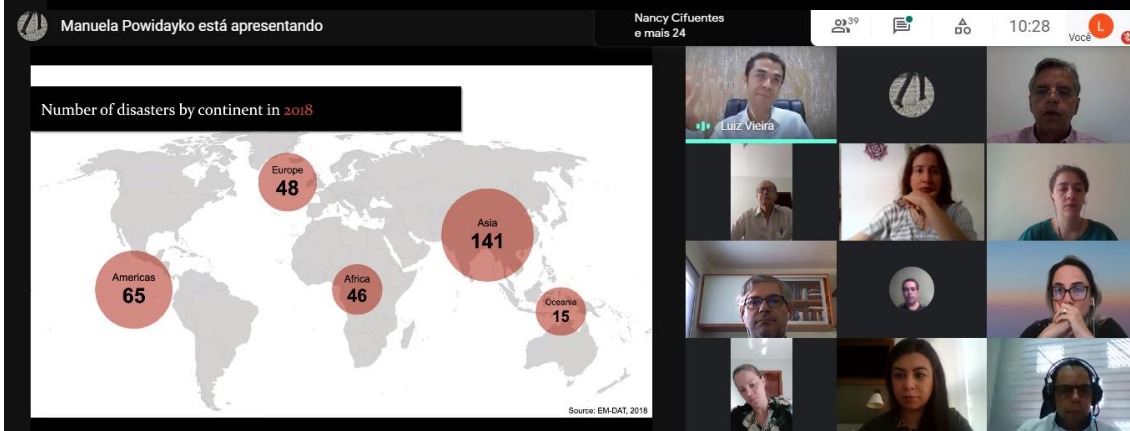 Manuela Powidayko está apresentando
Nancy Cifuentes
e mais 24
39
10:28
Você
L
Number of disasters by continent in 2018
Europe
48
Asia
141
Americas
65
Africa
46
Oceania
15
Source: EM-DAT, 2018
Luiz Vieira